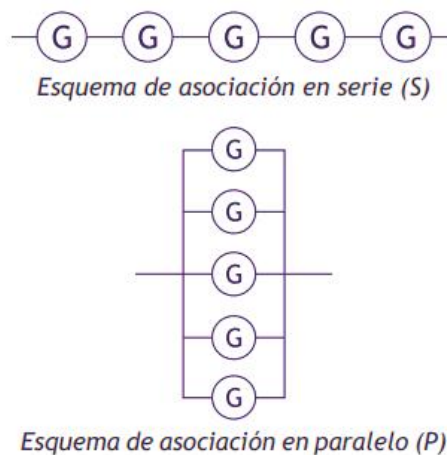 G G G G G
Esquema de asociación en serie (S)
G
G
G
G
G
Esquema de asociación en paralelo (P)